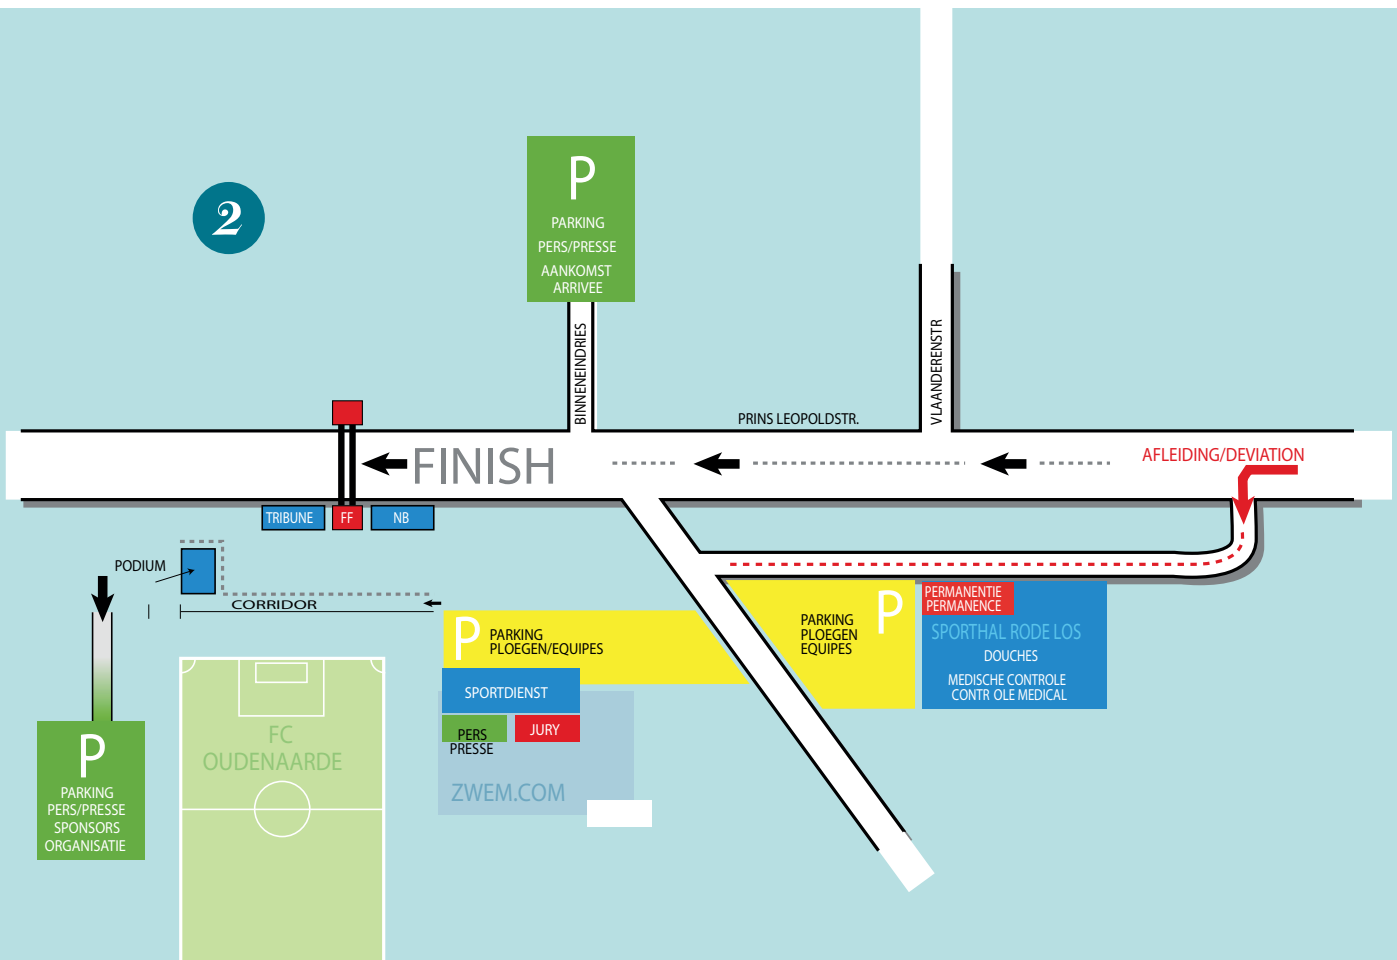 2
P
PARKING
PERS/PRESSE
AANKOMST
ARRIVEE
BINNENEINDRIES
VLAANDERENSTR
PRINS LEOPOLDSTR.
FINISH
AFLEIDING/DEVIATION
TRIBUNE
FF
NB
PODIUM
CORRIDOR
P
PARKING
PLOEGEN/EQUIPES
PARKING
PLOEGEN
EQUIPES
P
PERMANENTIE
PERMANENCE
SPORTHAL RODE LOS
DOUCHES
MEDISCHE CONTROLE
CONTR OLE MEDICAL
SPORTDIENST
PERS
PRESSE
JURY
ZWEM.COM
FC
OUDENAARDE
P
PARKING
PERS/PRESSE
SPONSORS
ORGANISATIE